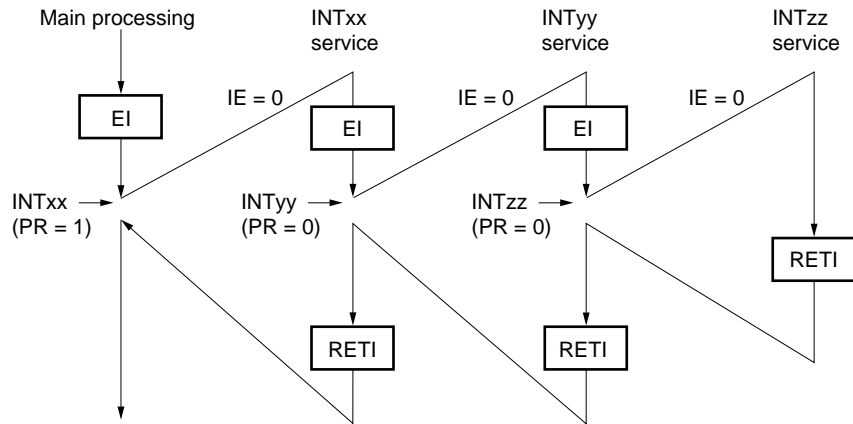 Main processing
INTxx
service
INTyy
service
INTzz
service
IE = 0
IE = 0
IE = 0
EI
EI
EI
INTxx
(PR = 1)
INTyy
(PR = 0)
INTzz
(PR = 0)
RETI
RETI
RETI